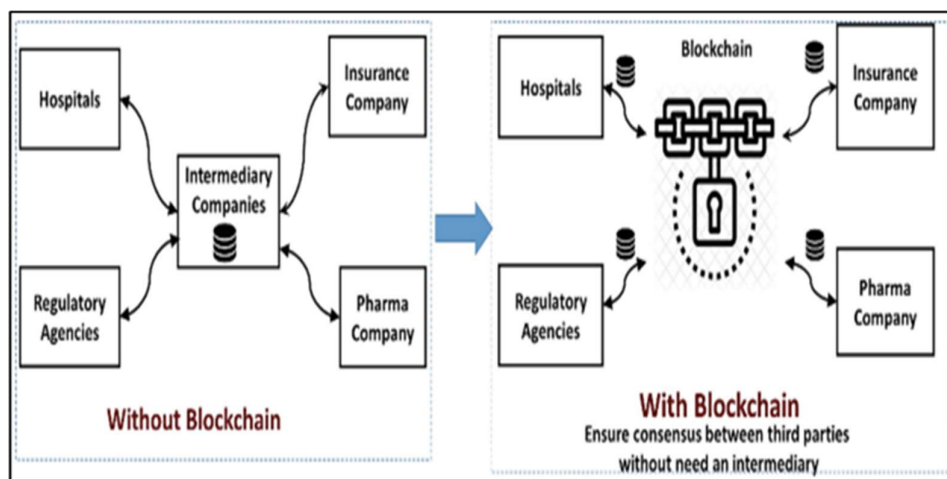 Hospitals
Insurance
Company
Intermediary
Companies
Regulatory
Agencies
Pharma
Company
Without Blockchain
Blockchain
Hospitals
Insurance
Company
Regulatory
Agencies
Pharma
Company
With Blockchain
Ensure consensus between third parties
without need an intermediary